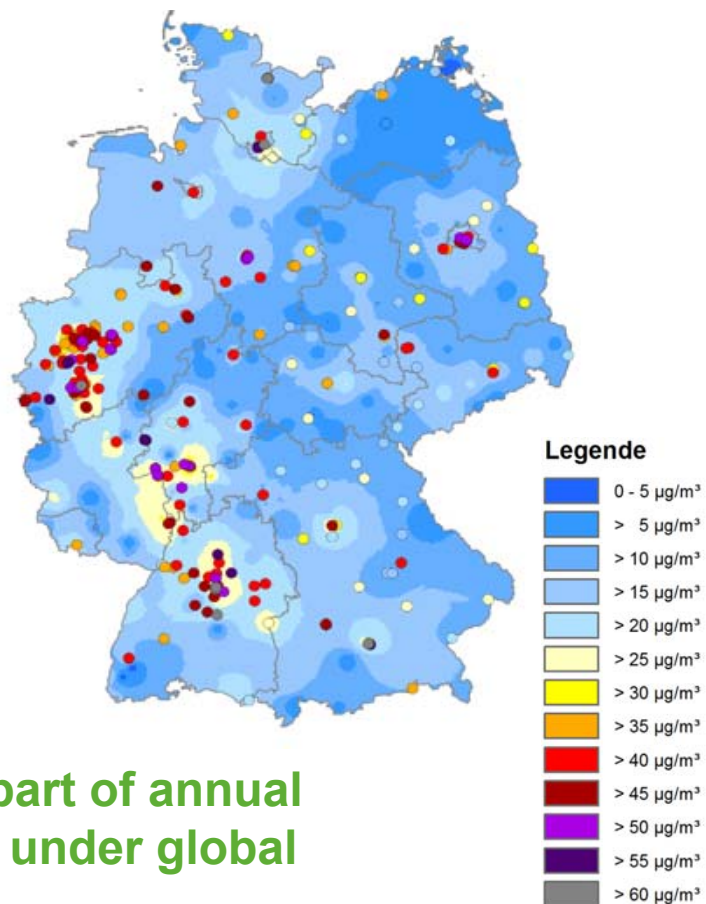 Legende
0 - 5 µg/m³
> 5 µg/m³
> 10 µg/m³
> 15 µg/m³
> 20 µg/m³
> 25 µg/m³
> 30 µg/m³
> 35 µg/m³
> 40 µg/m³
> 45 µg/m³
> 50 µg/m³
> 55 µg/m³
> 60 µg/m³
part of annual
under global